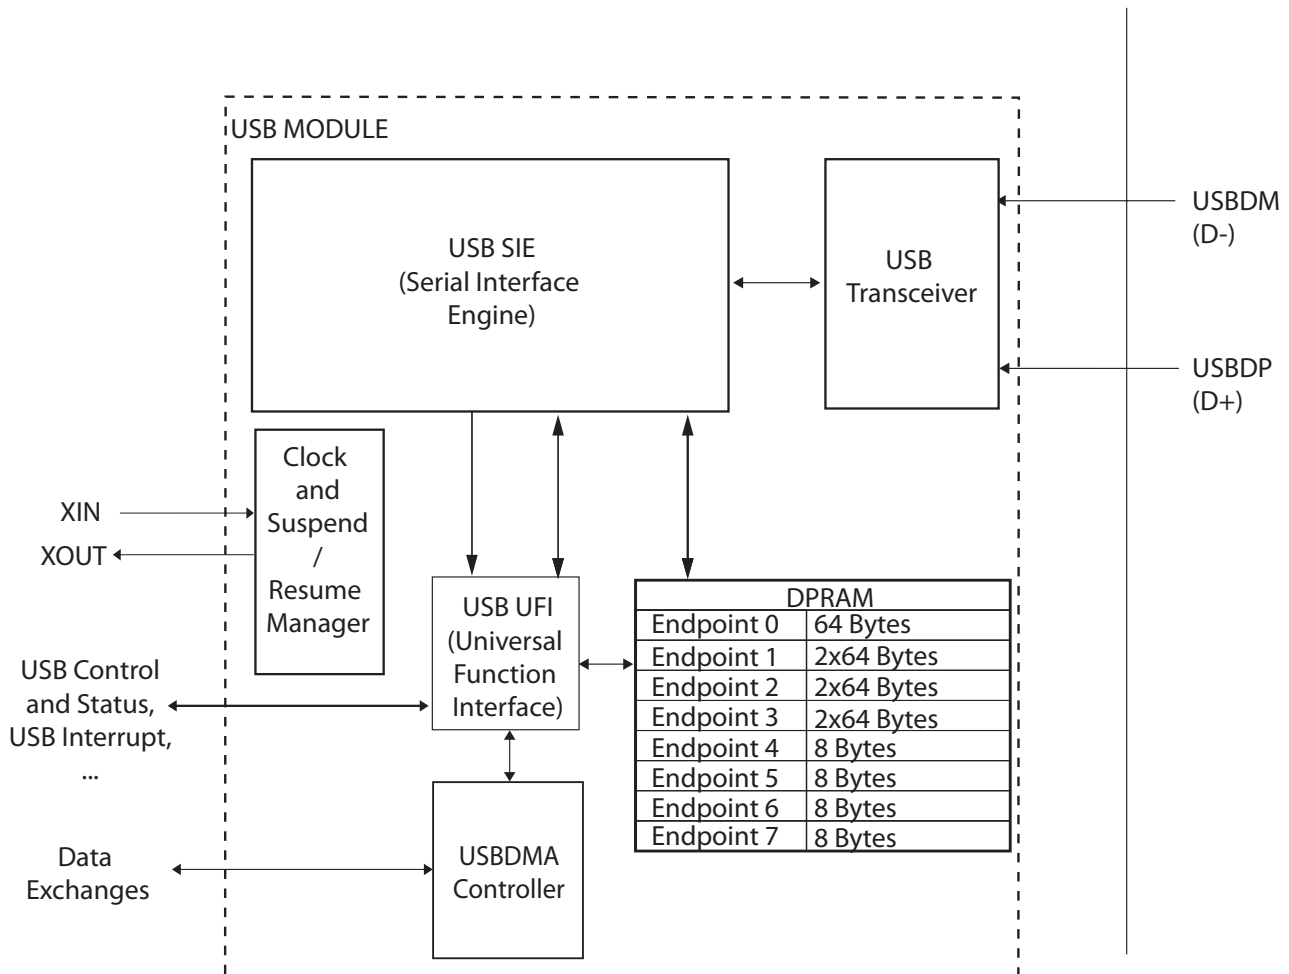 USB MODULE
USB SIE
(Serial Interface
Engine)
USB
Transceiver
USBDM
(D-)
USBDP
(D+)
Clock
and
Suspend
/
Resume
Manager
XIN
XOUT
USB UFI
(Universal
Function
Interface)
DPRAM
Endpoint 0 64 Bytes
Endpoint 1 2x64 Bytes
Endpoint 2 2x64 Bytes
Endpoint 3 2x64 Bytes
Endpoint 4 8 Bytes
Endpoint 5 8 Bytes
Endpoint 6 8 Bytes
Endpoint 7 8 Bytes
USB Control
and Status,
USB Interrupt,
...
USBDMA
Controller
Data
Exchanges